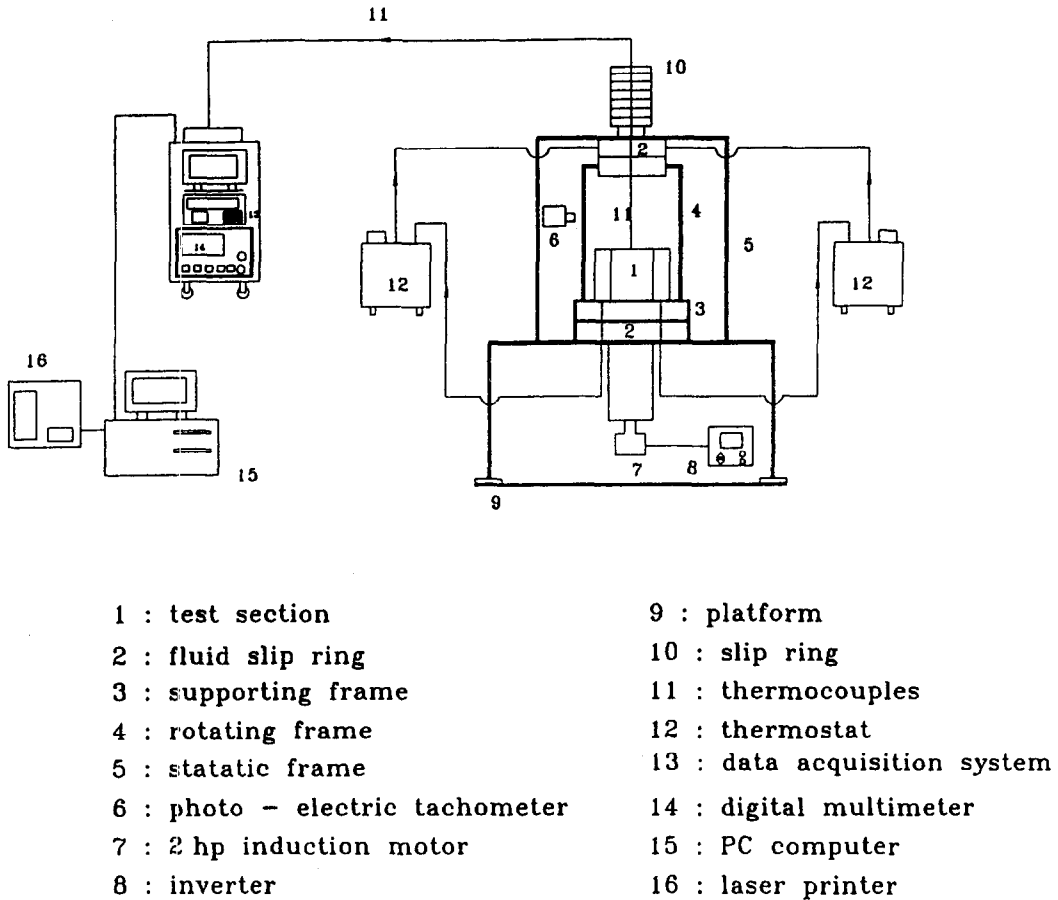 11
10
2
13
11
4
6
5
14
1
12
12
3
2
16
7
8
15
9
1 : test section
2 : fluid slip ring
3 : supporting frame
4 : rotating frame
5 : statatic frame
6 : photo - electric tachometer
7 : 2 hp induction motor
8 : inverter
9 : platform
10 : slip ring
11 : thermocouples
12 : thermostat
13 : data acquisition system
14 : digital multimeter
15 : PC computer
16 : laser printer